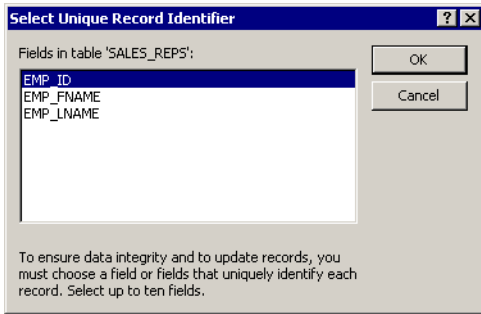 Select Unique Record Identifier
Fields in table 'SALES_REPS':
OK
EMP_ID
EMP_FNAME
Cancel
EMP_LNAME
To ensure data integrity and to update records, you
must choose a field or fields that uniquely identify each
record. Select up to ten fields.